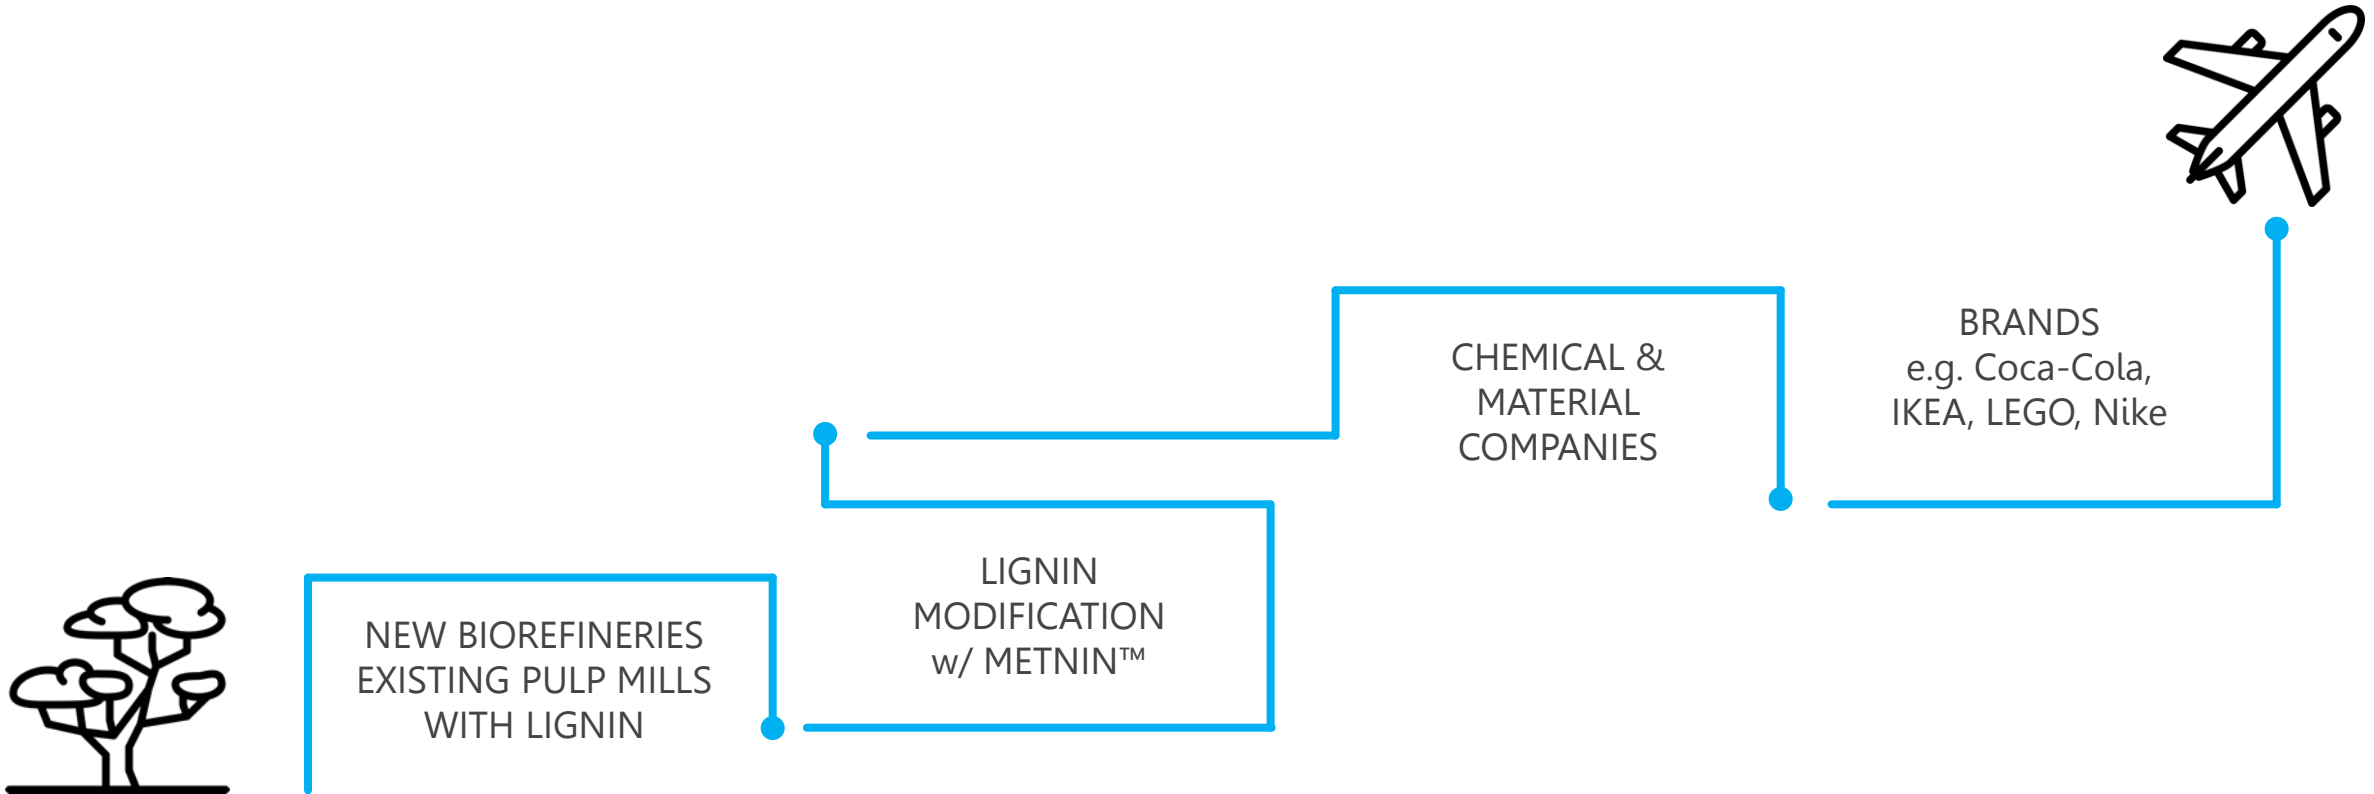 NEW BIOREFINERIES
EXISTING PULP MILLS
WITH LIGNIN
LIGNIN
MODIFICATION
w/ METNIN™
CHEMICAL &
MATERIAL
COMPANIES
BRANDS
e.g. Coca-Cola,
IKEA, LEGO, Nike